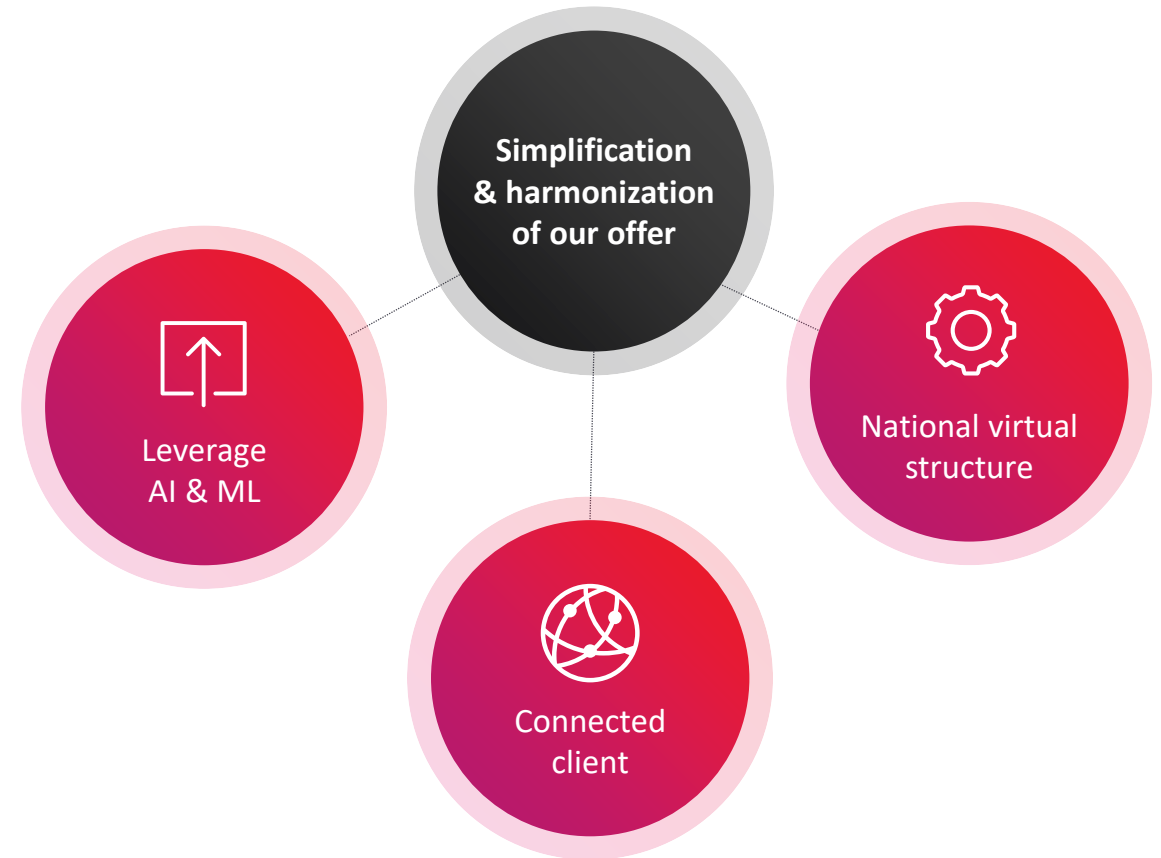 Simplification
& harmonization
of our offer
Leverage
AI & ML
National virtual
structure
Connected
client